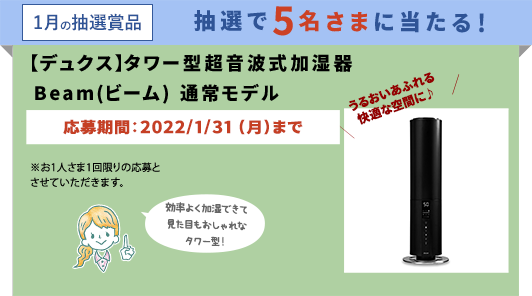 1月の抽選賞品
抽選で5名さまに当たる!
【デュクス】タワー型超音波式加湿器
Beam(ビーム) 通常モデル
応募期間:2022/1/31 (月)まで
うるおいあふれる
快適な空間に♪
※お1人さま1回限りの応募と
させていただきます。
効率よく加湿できて
見た目もおしゃれな
タワー型!
50